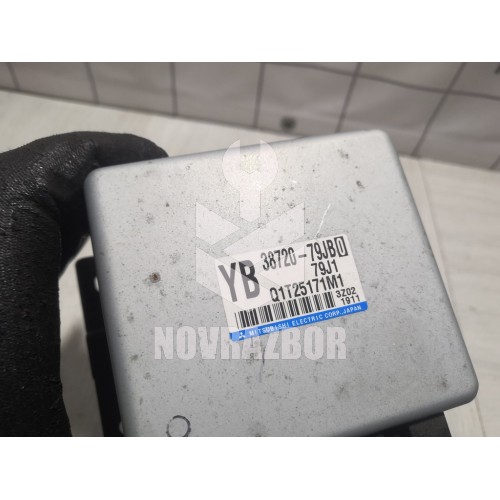 YB 38720-79JB0
79J1
Q1T25171M1
3Z02
1911
MITSUBISHI ELECTRIC CORP. JAPAN
NOVRAZBOR